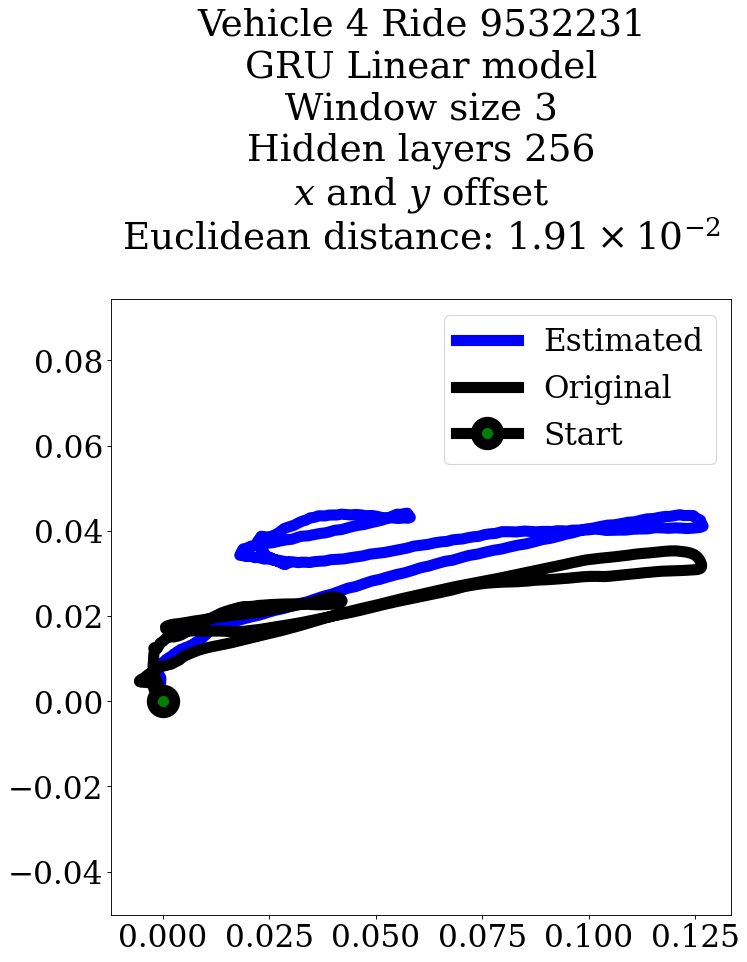 Vehicle 4 Ride 9532231
GRU Linear model
Window size 3
Hidden layers 256
x and y offset
Euclidean distance: 1.91 × 10⁻²
Estimated
Original
Start
0.08
0.06
0.04
0.02
0.00
−0.02
−0.04
0.000 0.025 0.050 0.075 0.100 0.125